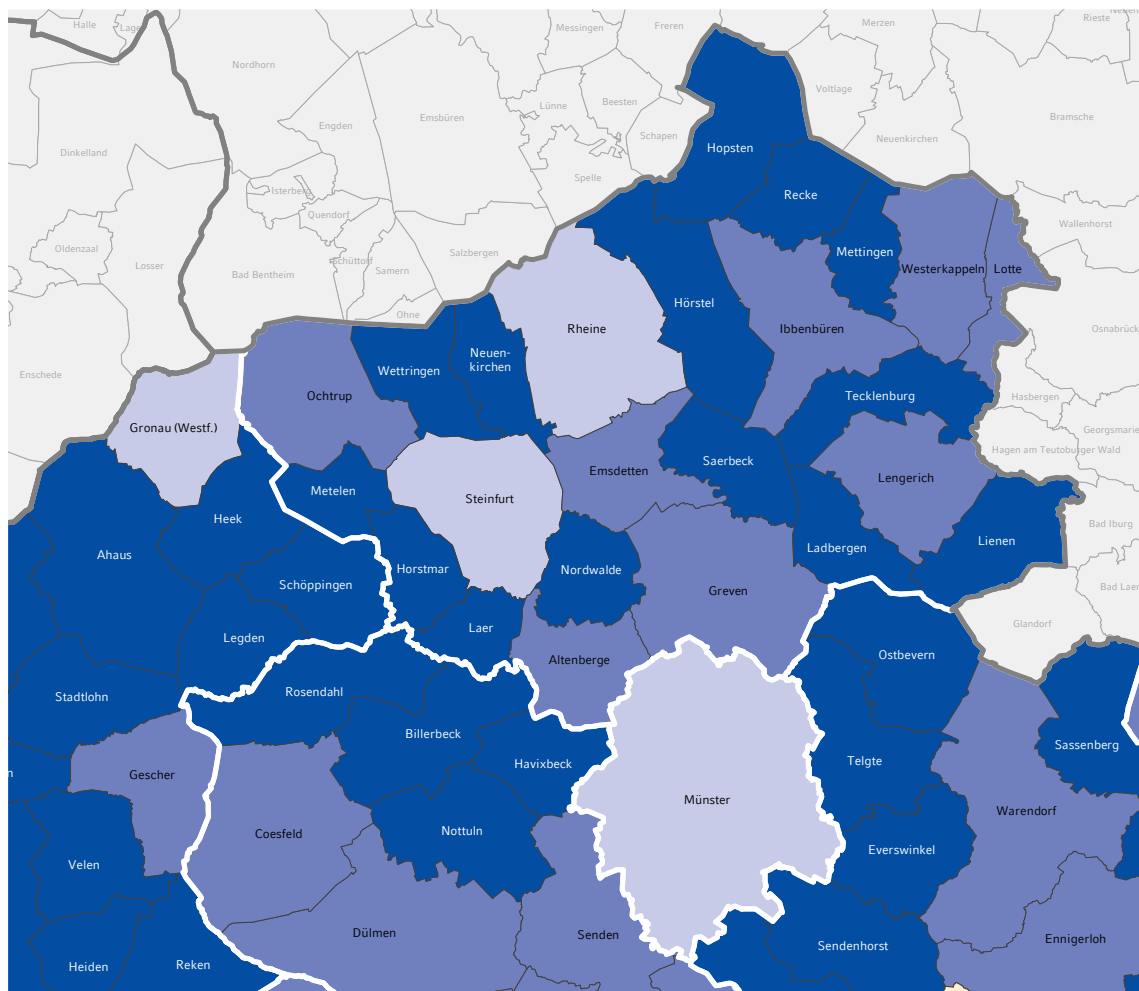 Halle
Lage
Messingen
Freren
Merzen
Rieste
Nordhorn
Lünne
Beesten
Voltlage
Emsbüren
Bramsche
Engden
Schapen
Neuenkirchen
Dinkelland
Hopsten
Spelle
Isterberg
Recke
Quendorf
Wallenhorst
Oldenzaal
Salzbergen
Mettingen
Schüttorf
Losser
Samern
Westerkappeln
Lotte
Bad Bentheim
Hörstel
Ohne
Rheine
Ibbenbüren
Osnabrück
Neuen-
kirchen
Enschede
Wettringen
Ochtrup
Tecklenburg
Hasbergen
Gronau (Westf.)
Georgsmarie
Hagen am Teutoburger Wald
Saerbeck
Emsdetten
Lengerich
Metelen
Steinfurt
Heek
Bad Iburg
Lienen
Ladbergen
Ahaus
Horstmar
Nordwalde
Schöppingen
Bad Laer
Greven
Glandorf
Laer
Legden
Ostbevern
Altenberge
Rosendahl
Stadtlohn
Billerbeck
Sassenberg
Telgte
Havixbeck
n
Gescher
Münster
Warendorf
Nottuln
Coesfeld
Everswinkel
Velen
Dülmen
Senden
Ennigerloh
Sendenhorst
Reken
Heiden